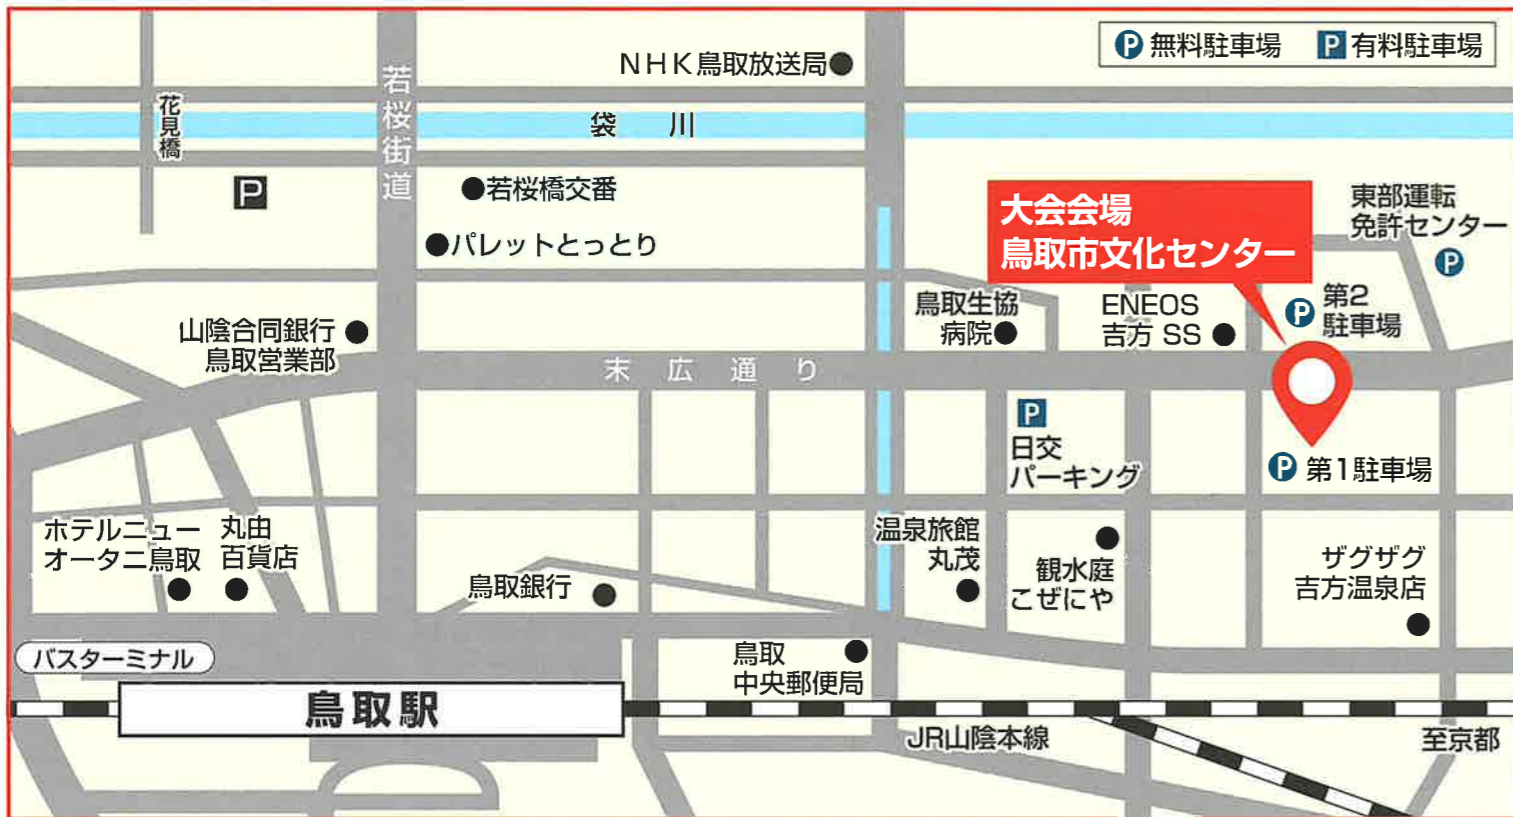 P 無料駐車場
P 有料駐車場
NHK鳥取放送局
若桜街道
花見橋
袋川
P
若桜橋交番
パレットとっとり
大会会場
鳥取市文化センター
東部運転
免許センター
P
山陰合同銀行
鳥取営業部
鳥取生協
病院
ENEOS
吉方 SS
P 第2
駐車場
末広通り
P
日交
パーキング
P 第1駐車場
ホテルニュー
オータニ鳥取
丸由
百貨店
鳥取銀行
温泉旅館
丸茂
観水庭
こぜにや
ザグザグ
吉方温泉店
バスターミナル
鳥取
中央郵便局
鳥取駅
JR山陰本線
至京都